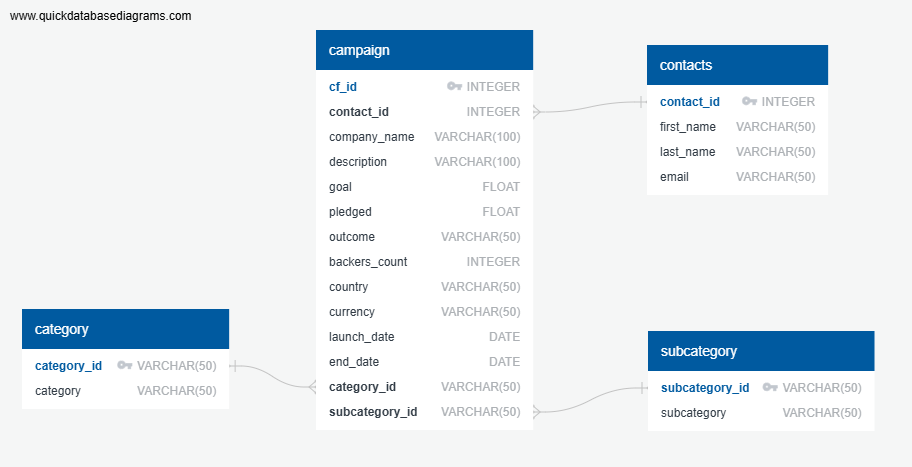 www.quickdatabasediagrams.com
campaign
cf_id INTEGER
contact_id INTEGER
company_name VARCHAR(100)
description VARCHAR(100)
goal FLOAT
pledged FLOAT
outcome VARCHAR(50)
backers_count INTEGER
country VARCHAR(50)
currency VARCHAR(50)
launch_date DATE
end_date DATE
category_id VARCHAR(50)
subcategory_id VARCHAR(50)
contacts
contact_id INTEGER
first_name VARCHAR(50)
last_name VARCHAR(50)
email VARCHAR(50)
category
category_id VARCHAR(50)
category VARCHAR(50)
subcategory
subcategory_id VARCHAR(50)
subcategory VARCHAR(50)